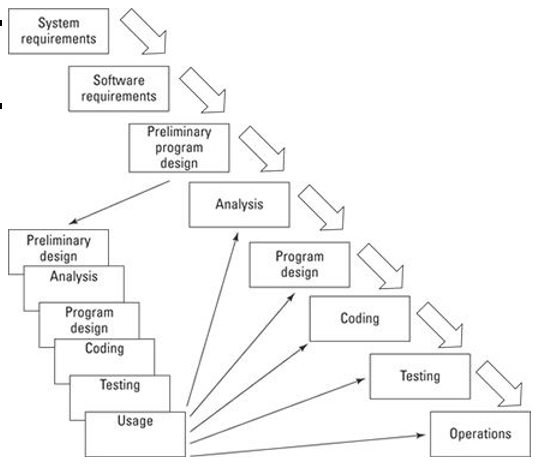 System
requirements
Software
requirements
Preliminary
program
design
Analysis
Program
design
Coding
Testing
Operations
Preliminary
design
Analysis
Program
design
Coding
Testing
Usage